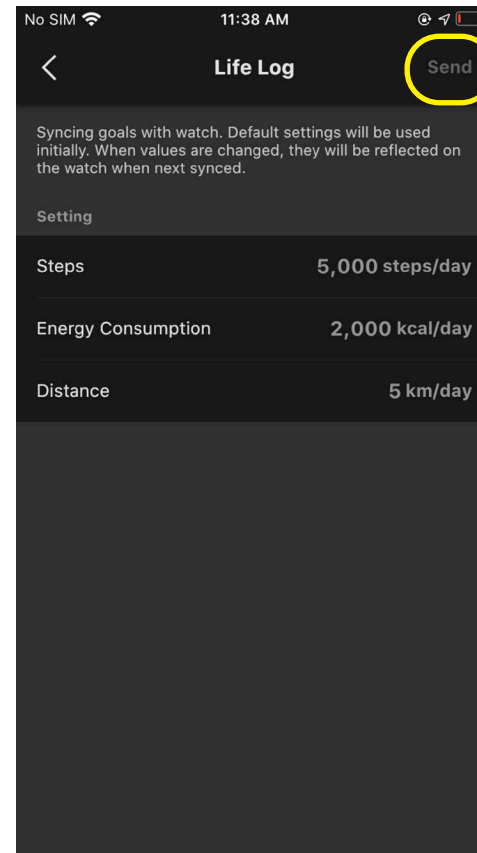 No SIM 11:38 AM
Life Log Send
Syncing goals with watch. Default settings will be used
initially. When values are changed, they will be reflected on
the watch when next synced.
Setting
Steps 5,000 steps/day
Energy Consumption 2,000 kcal/day
Distance 5 km/day